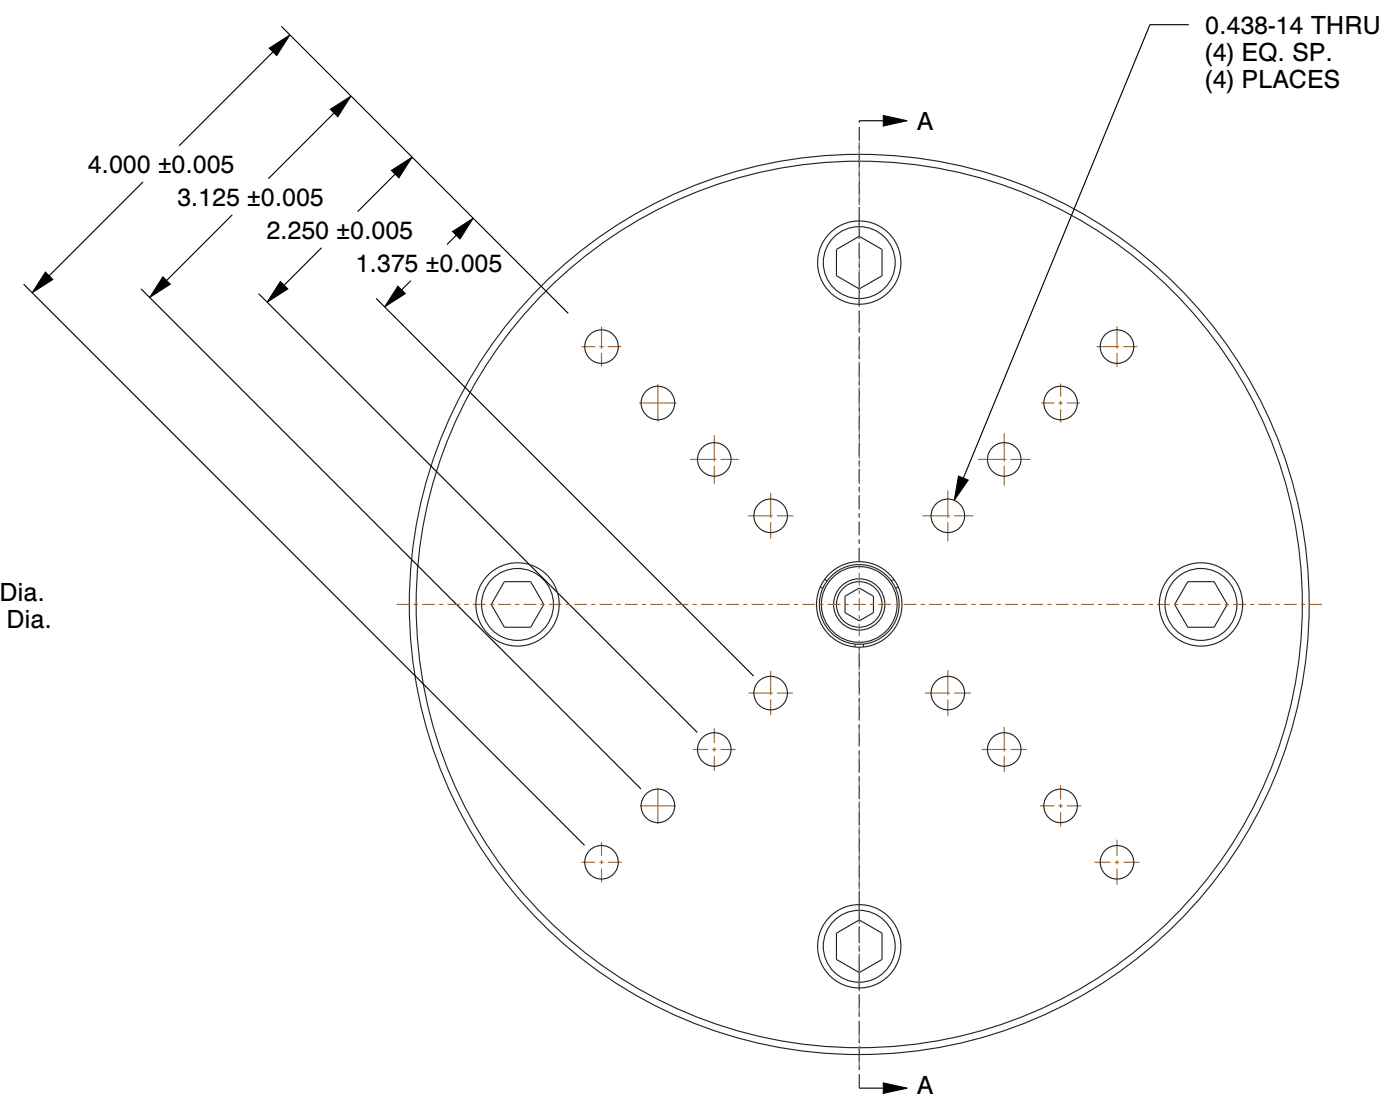 0.438-14 THRU
(4) EQ. SP.
(4) PLACES
A
4.000 ±0.005
3.125 ±0.005
2.250 ±0.005
1.375 ±0.005
Dia.
Dia.
A